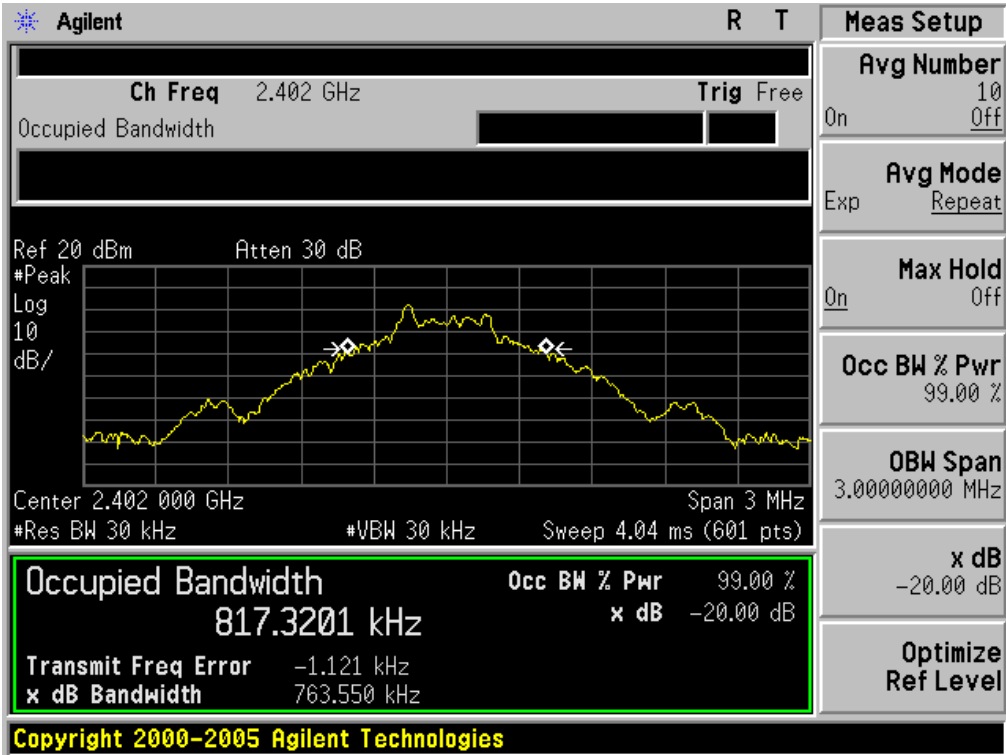 Agilent R T
Ch Freq 2.402 GHz Trig Free
Occupied Bandwidth
Ref 20 dBm Atten 30 dB
#Peak
Log
10
dB/
Center 2.402 000 GHz Span 3 MHz
#Res BW 30 kHz #VBW 30 kHz Sweep 4.04 ms (601 pts)
Occupied Bandwidth Occ BW % Pwr 99.00 %
817.3201 kHz x dB -20.00 dB
Transmit Freq Error -1.121 kHz
x dB Bandwidth 763.550 kHz
Copyright 2000-2005 Agilent Technologies
Meas Setup
Avg Number
10
On Off
Avg Mode
Exp Repeat
Max Hold
On Off
Occ BW % Pwr
99.00 %
OBW Span
3.00000000 MHz
x dB
-20.00 dB
Optimize
Ref Level